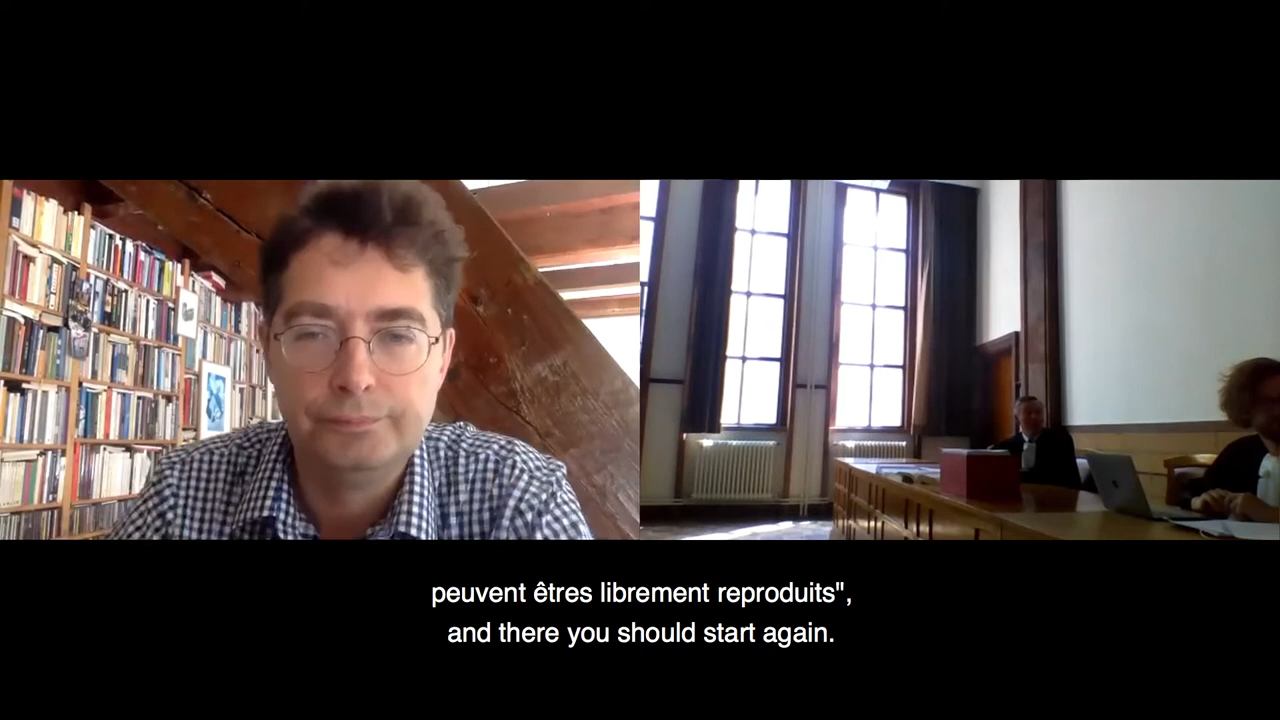 peuvent êtres librement reproduits",
and there you should start again.